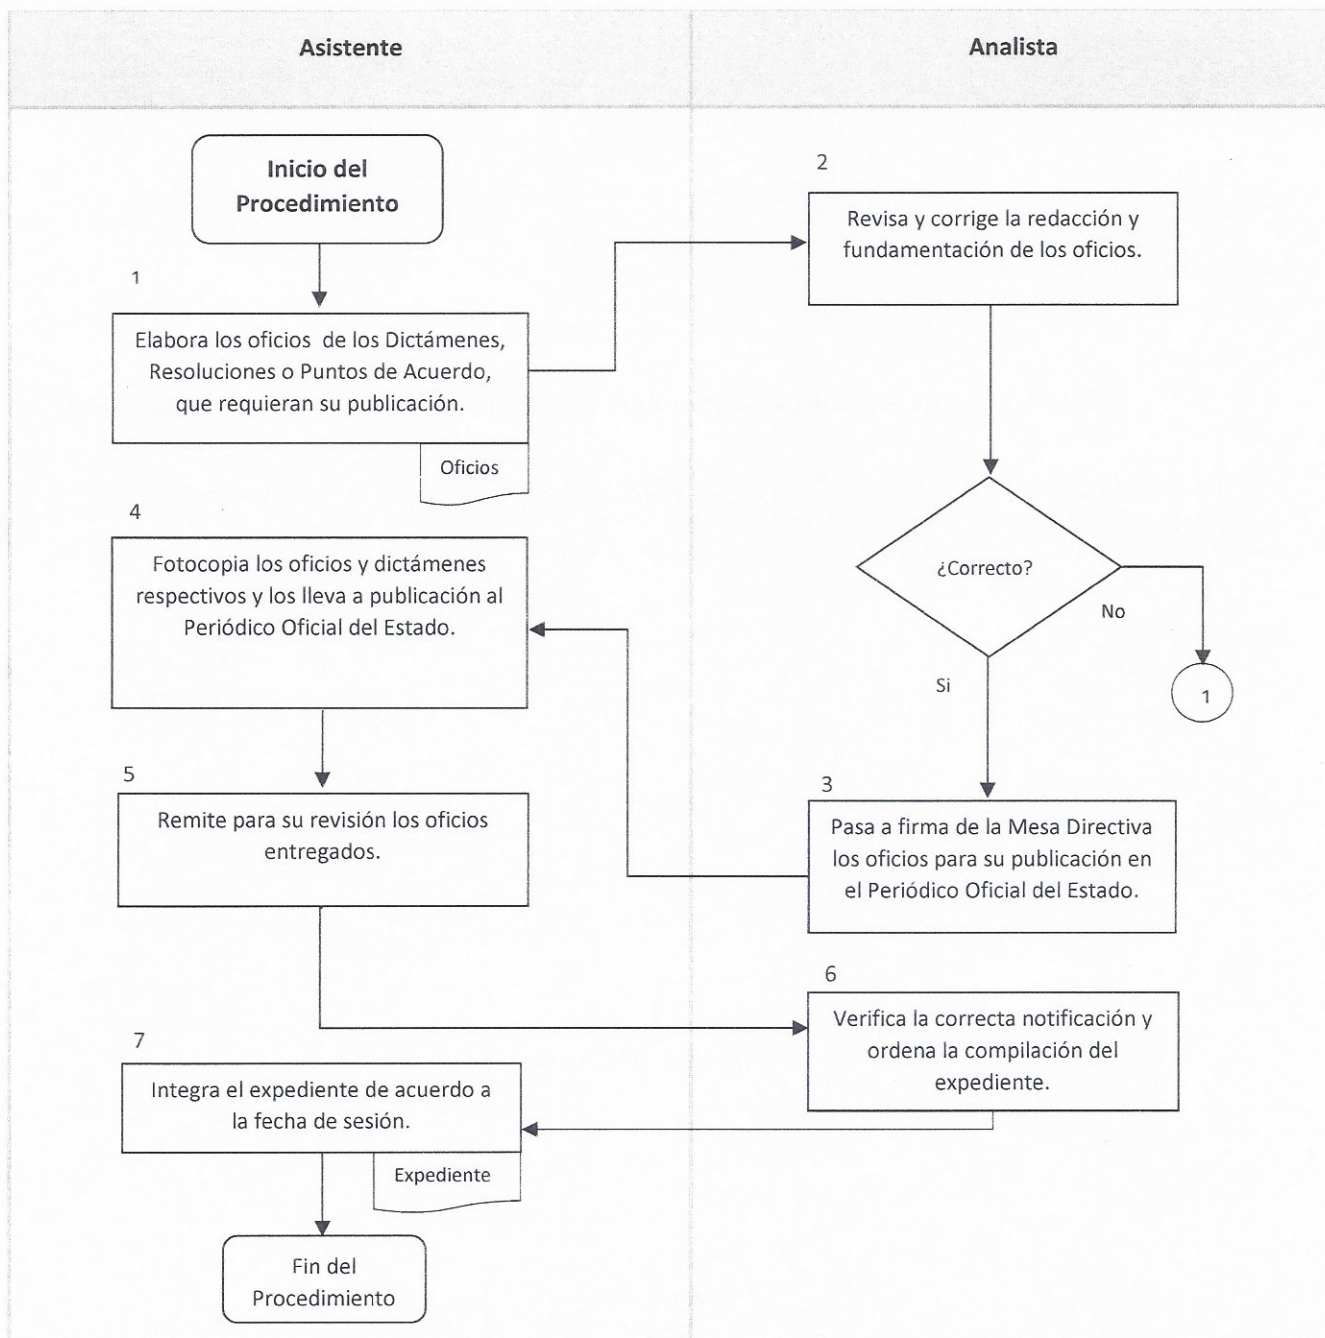 Asistente
Analista
Inicio del
Procedimiento
1
Elabora los oficios de los Dictámenes,
Resoluciones o Puntos de Acuerdo,
que requieran su publicación.
Oficios
2
Revisa y corrige la redacción y
fundamentación de los oficios.
¿Correcto?
No
1
Si
3
Pasa a firma de la Mesa Directiva
los oficios para su publicación en
el Periódico Oficial del Estado.
4
Fotocopia los oficios y dictámenes
respectivos y los lleva a publicación al
Periódico Oficial del Estado.
5
Remite para su revisión los oficios
entregados.
6
Verifica la correcta notificación y
ordena la compilación del
expediente.
7
Integra el expediente de acuerdo a
la fecha de sesión.
Expediente
Fin del
Procedimiento